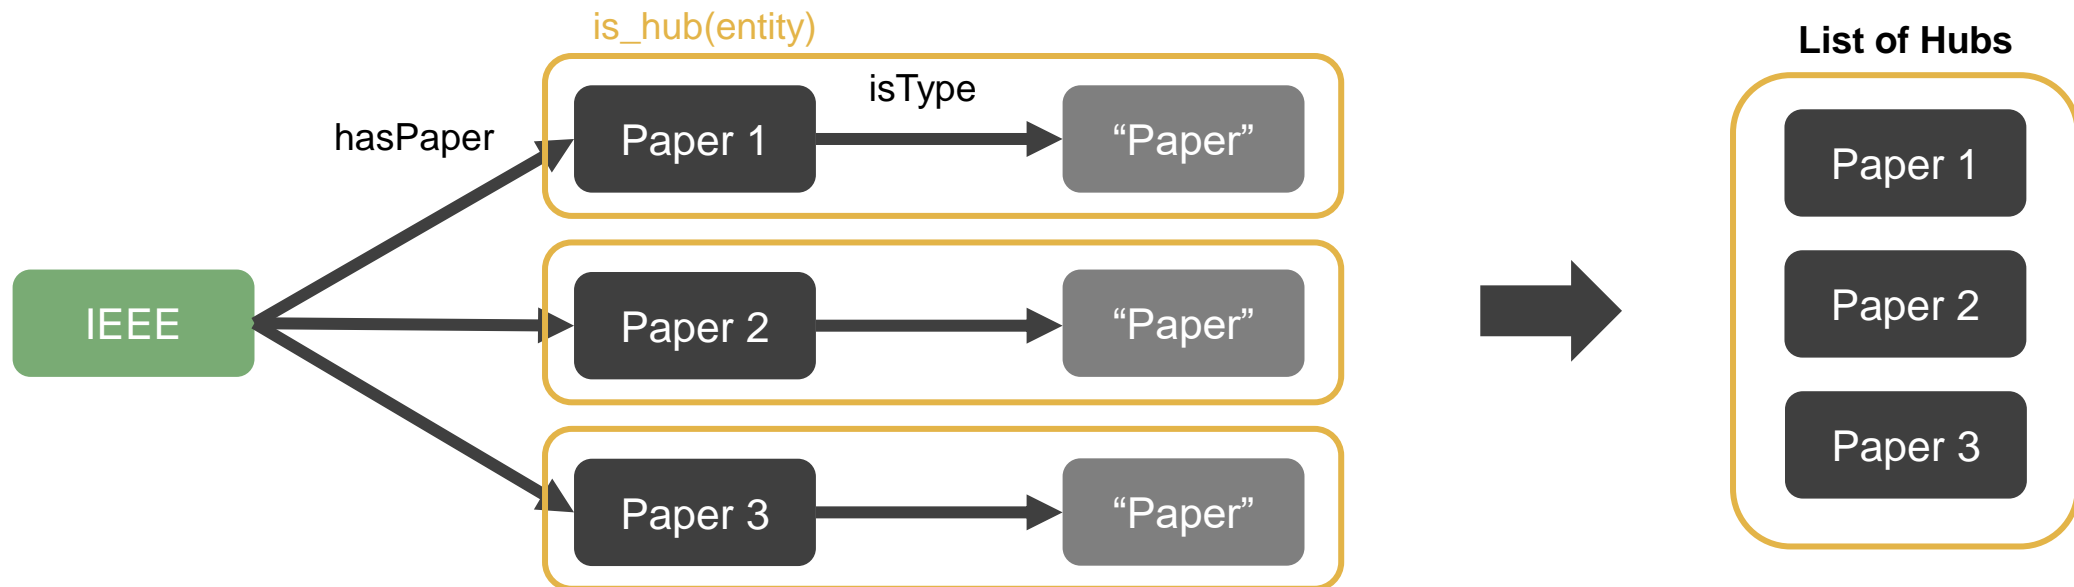 is_hub(entity)
List of Hubs
hasPaper
Paper 1
isType
“Paper”
IEEE
Paper 2
“Paper”
Paper 3
“Paper”
Paper 1
Paper 2
Paper 3